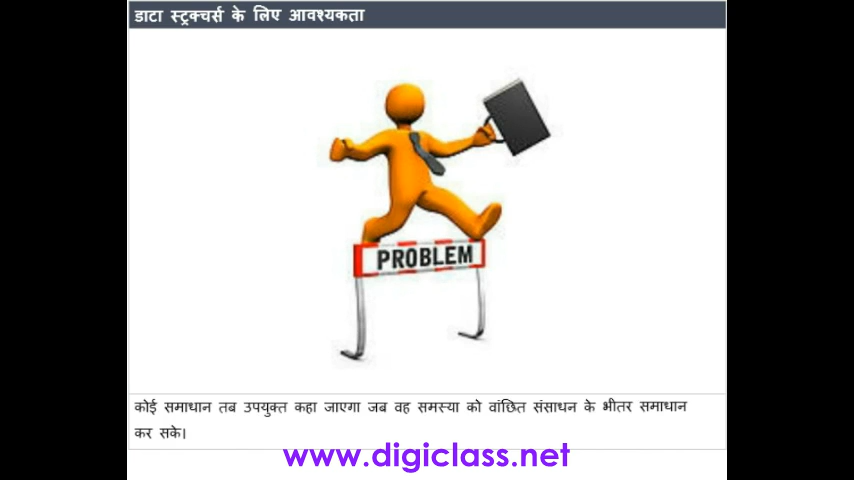 डाटा स्ट्रक्चर्स के लिए आवश्यकता
PROBLEM
कोई समाधान तब उपयुक्त कहा जाएगा जब वह समस्या को वांछित संसाधन के भीतर समाधान
कर सके।
www.digiclass.net